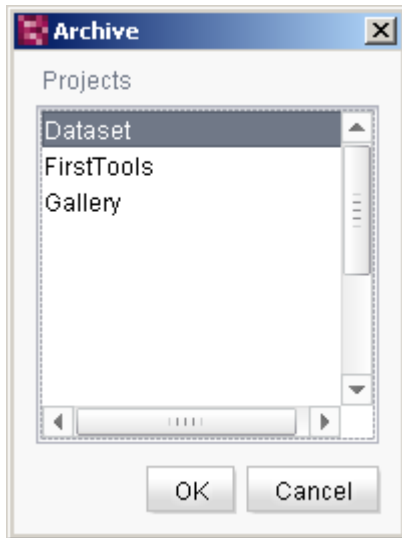 Archive
Projects
Dataset
FirstTools
Gallery
OK
Cancel